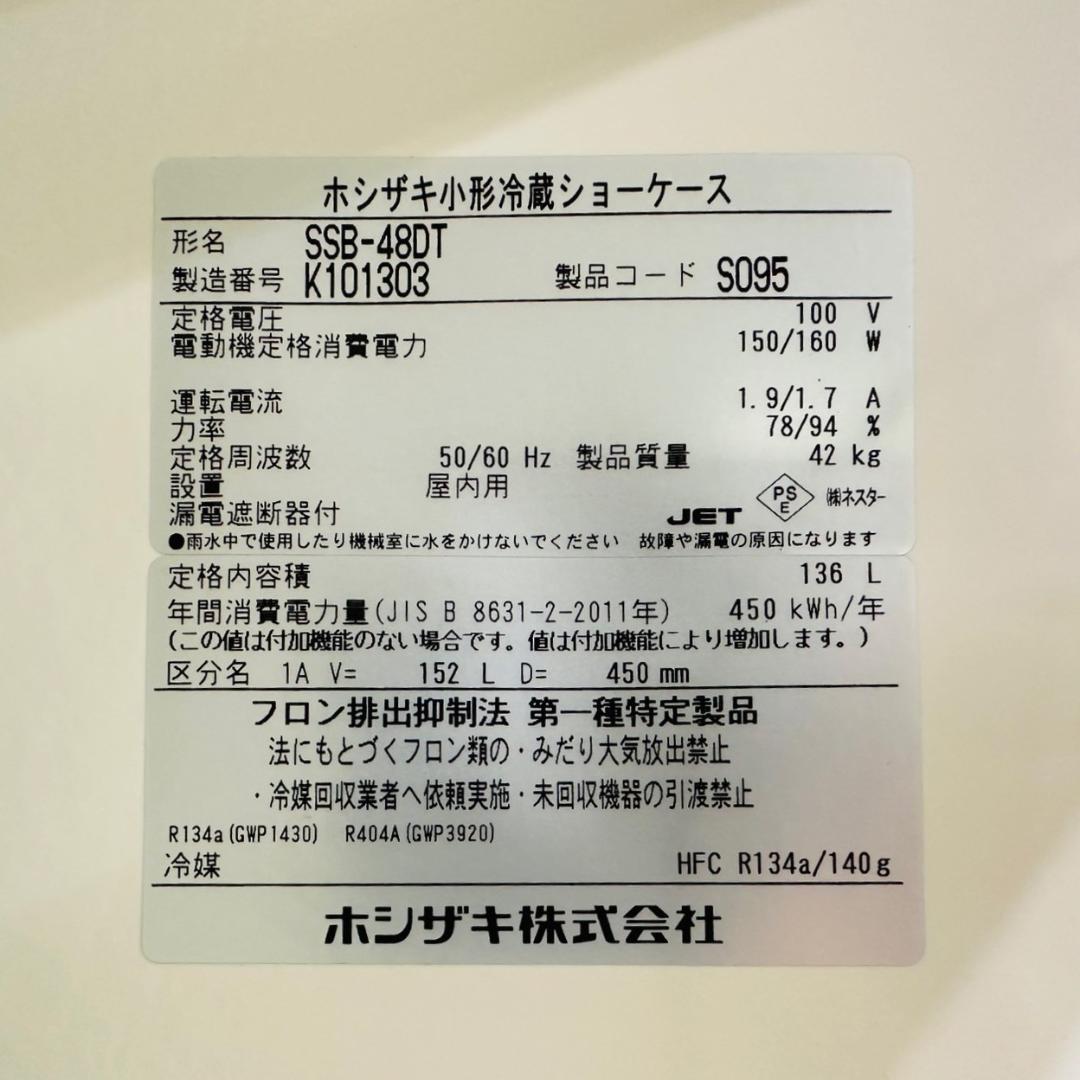 ホシザキ小形冷蔵ショーケース
形名 SSB-48DT
製造番号 K101303 製品コード S095
定格電圧 100 V
電動機定格消費電力 150/160 W
運転電流 1.9/1.7 A
力率 78/94 %
定格周波数 50/60 Hz 製品質量 42 kg
設置 屋内用
漏電遮断器付 JET PSE ㈱ネスター
●雨水中で使用したり機械室に水をかけないでください 故障や漏電の原因になります
定格内容積 136 L
年間消費電力量(JIS B 8631-2-2011年) 450 kWh/年
(この値は付加機能のない場合です。値は付加機能により増加します。)
区分名 1A V= 152 L D= 450 mm
フロン排出抑制法 第一種特定製品
法にもとづくフロン類の・みだり大気放出禁止
・冷媒回収業者へ依頼実施・未回収機器の引渡禁止
R134a(GWP1430) R404A(GWP3920)
冷媒 HFC R134a/140g
ホシザキ株式会社